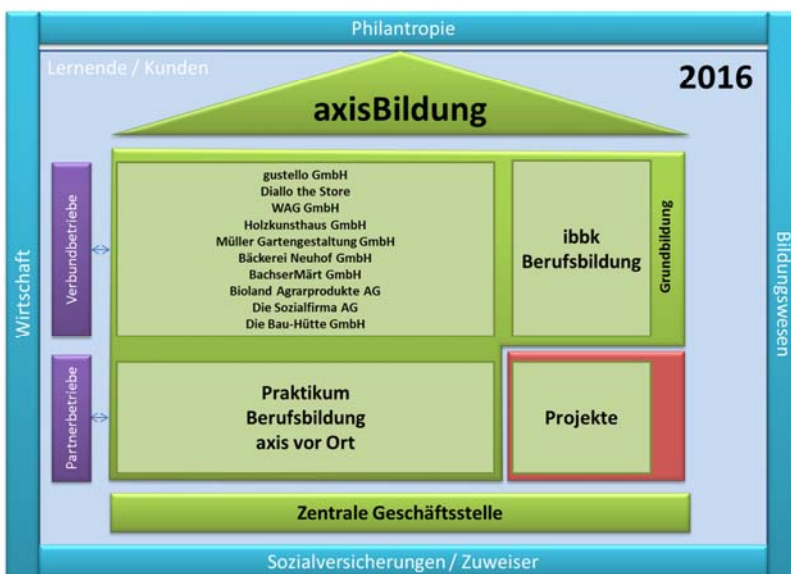 Philantropie
Lernende / Kunden
2016
axisBildung
Wirtschaft
Verbundbetriebe
gustello GmbH
Diallo the Store
WAG GmbH
Holzkunsthaus GmbH
Müller Gartengestaltung GmbH
Bäckerei Neuhof GmbH
BachserMärt GmbH
Bioland Agrarprodukte AG
Die Sozialfirma AG
Die Bau-Hütte GmbH
ibbk
Berufsbildung
Grundbildung
Bildungswesen
Partnerbetriebe
Praktikum
Berufsbildung
axis vor Ort
Projekte
Zentrale Geschäftsstelle
Sozialversicherungen / Zuweiser